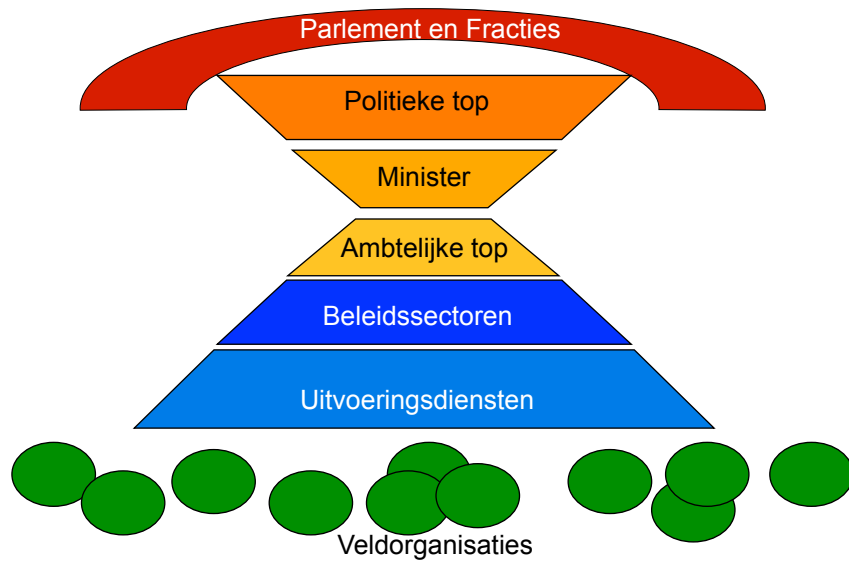 Parlement en Fracties
Politieke top
Minister
Ambtelijke top
Beleidssectoren
Uitvoeringsdiensten
Veldorganisaties